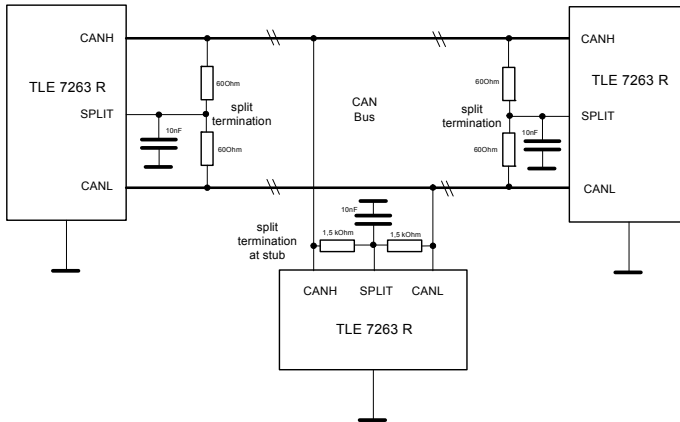 CANH
TLE 7263 R
SPLIT
CANL
10nF
60Ohm
60Ohm
split
termination
CAN
Bus
split
termination
60Ohm
60Ohm
10nF
CANH
TLE 7263 R
SPLIT
CANL
split
termination
at stub
10nF
1,5 kOhm
1,5 kOhm
CANH SPLIT CANL
TLE 7263 R